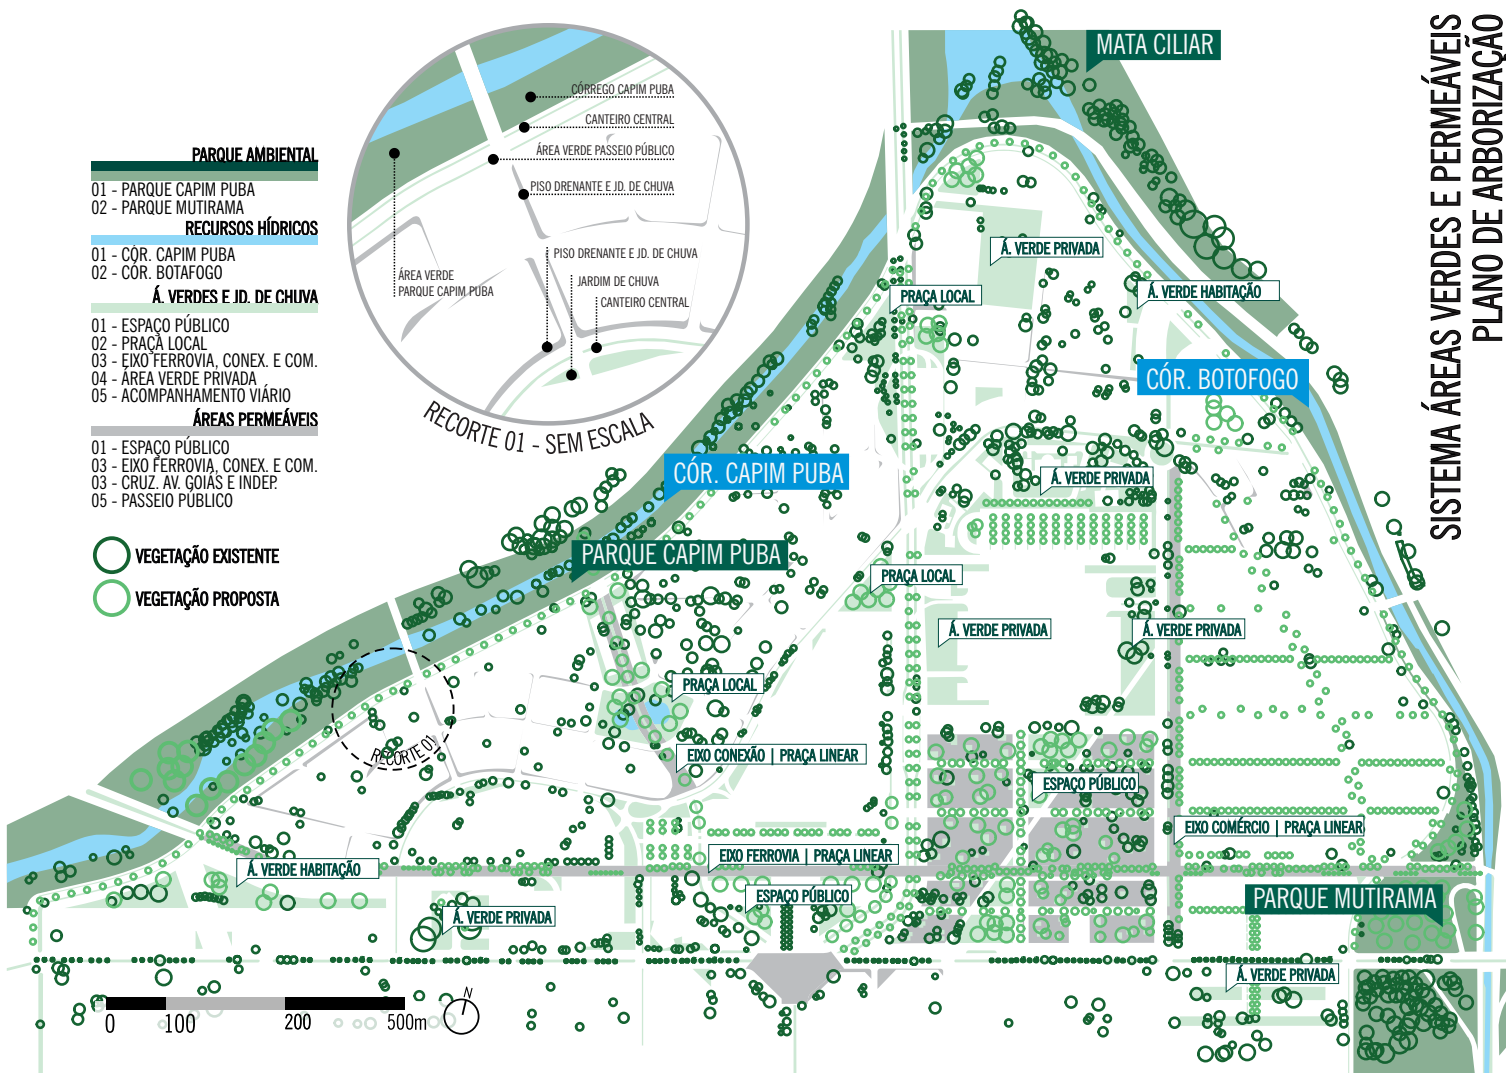 SISTEMA ÁREAS VERDES E PERMEÁVEIS
PLANO DE ARBORIZAÇÃO
PARQUE AMBIENTAL
01 - PARQUE CAPIM PUBA
02 - PARQUE MUTIRAMA
RECURSOS HÍDRICOS
01 - CÓR. CAPIM PUBA
02 - CÓR. BOTAFOGO
Á. VERDES E JD. DE CHUVA
01 - ESPAÇO PÚBLICO
02 - PRAÇA LOCAL
03 - EIXO FERROVIA, CONEX. E COM.
04 - ÁREA VERDE PRIVADA
05 - ACOMPANHAMENTO VIÁRIO
ÁREAS PERMEÁVEIS
01 - ESPAÇO PÚBLICO
03 - EIXO FERROVIA, CONEX. E COM.
03 - CRUZ. AV. GOIÁS E INDEP.
05 - PASSEIO PÚBLICO
VEGETAÇÃO EXISTENTE
VEGETAÇÃO PROPOSTA
CÓRREGO CAPIM PUBA
CANTEIRO CENTRAL
ÁREA VERDE PASSEIO PÚBLICO
PISO DRENANTE E JD. DE CHUVA
PISO DRENANTE E JD. DE CHUVA
ÁREA VERDE
PARQUE CAPIM PUBA
JARDIM DE CHUVA
CANTEIRO CENTRAL
RECORTE 01 - SEM ESCALA
MATA CILIAR
Á. VERDE PRIVADA
Á. VERDE HABITAÇÃO
PRAÇA LOCAL
CÓR. BOTOFOGO
CÓR. CAPIM PUBA
Á. VERDE PRIVADA
PARQUE CAPIM PUBA
PRAÇA LOCAL
Á. VERDE PRIVADA
Á. VERDE PRIVADA
PRAÇA LOCAL
RECORTE 01
EIXO CONEXÃO | PRAÇA LINEAR
ESPAÇO PÚBLICO
EIXO COMÉRCIO | PRAÇA LINEAR
EIXO FERROVIA | PRAÇA LINEAR
Á. VERDE HABITAÇÃO
ESPAÇO PÚBLICO
PARQUE MUTIRAMA
Á. VERDE PRIVADA
Á. VERDE PRIVADA
0 100 200 500m
N